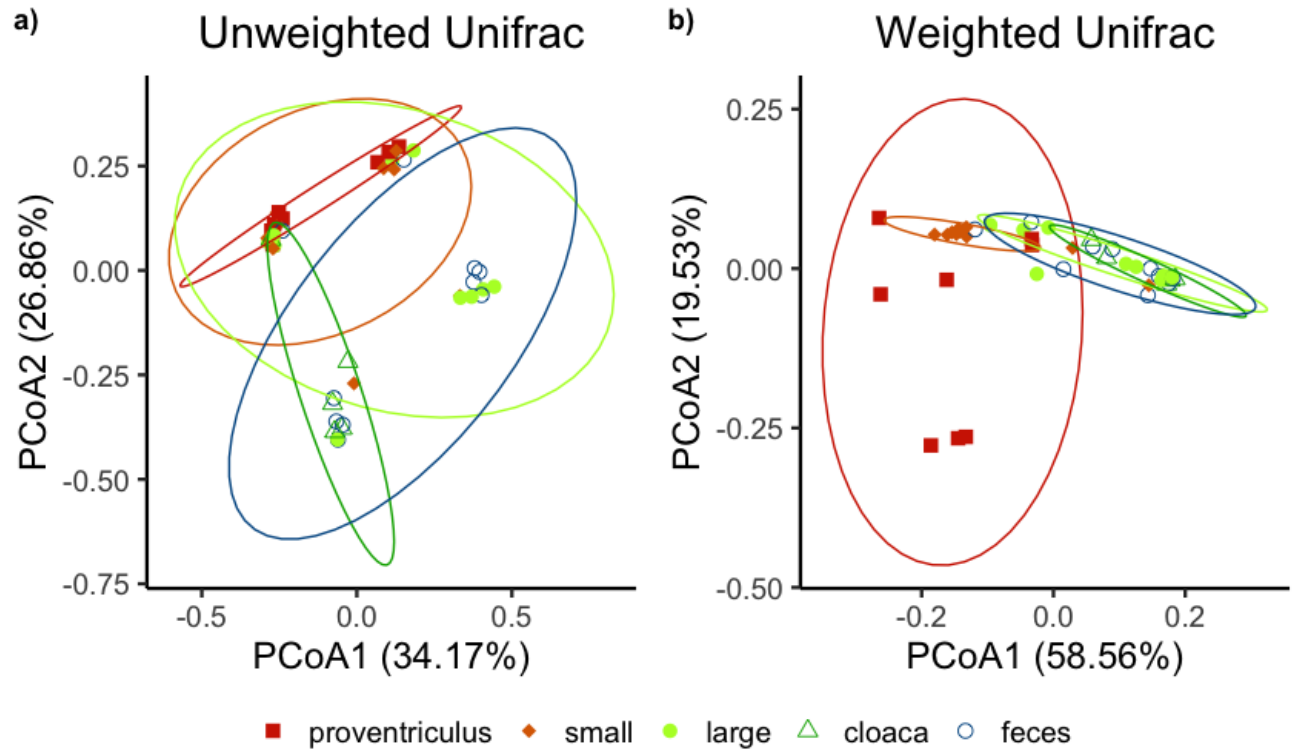 a)
Unweighted Unifrac
0.25
0.00
-0.25
-0.50
-0.75
PCoA2 (26.86%)
-0.5
0.0
0.5
PCoA1 (34.17%)
b)
Weighted Unifrac
0.25
0.00
-0.25
-0.50
PCoA2 (19.53%)
-0.2
0.0
0.2
PCoA1 (58.56%)
proventriculus small large cloaca feces